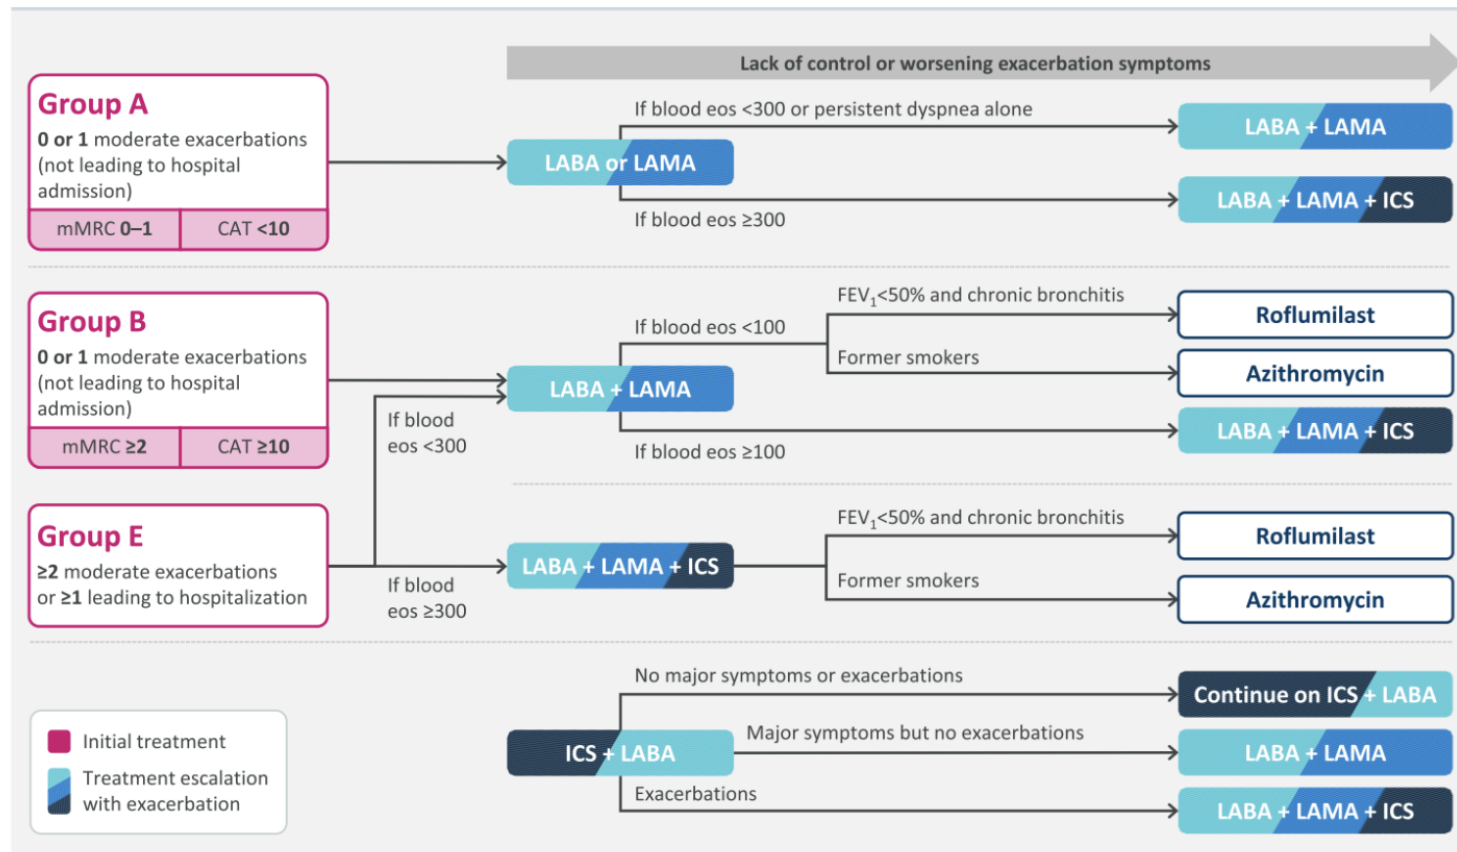 Lack of control or worsening exacerbation symptoms
Group A
0 or 1 moderate exacerbations
(not leading to hospital
admission)
mMRC 0–1
CAT <10
LABA or LAMA
If blood eos <300 or persistent dyspnea alone
LABA + LAMA
If blood eos ≥300
LABA + LAMA + ICS
Group B
0 or 1 moderate exacerbations
(not leading to hospital
admission)
mMRC ≥2
CAT ≥10
If blood
eos <300
LABA + LAMA
If blood eos <100
FEV₁<50% and chronic bronchitis
Roflumilast
Former smokers
Azithromycin
If blood eos ≥100
LABA + LAMA + ICS
Group E
≥2 moderate exacerbations
or ≥1 leading to hospitalization
If blood
eos ≥300
LABA + LAMA + ICS
FEV₁<50% and chronic bronchitis
Roflumilast
Former smokers
Azithromycin
ICS + LABA
No major symptoms or exacerbations
Continue on ICS + LABA
Major symptoms but no exacerbations
LABA + LAMA
Exacerbations
LABA + LAMA + ICS
Initial treatment
Treatment escalation
with exacerbation